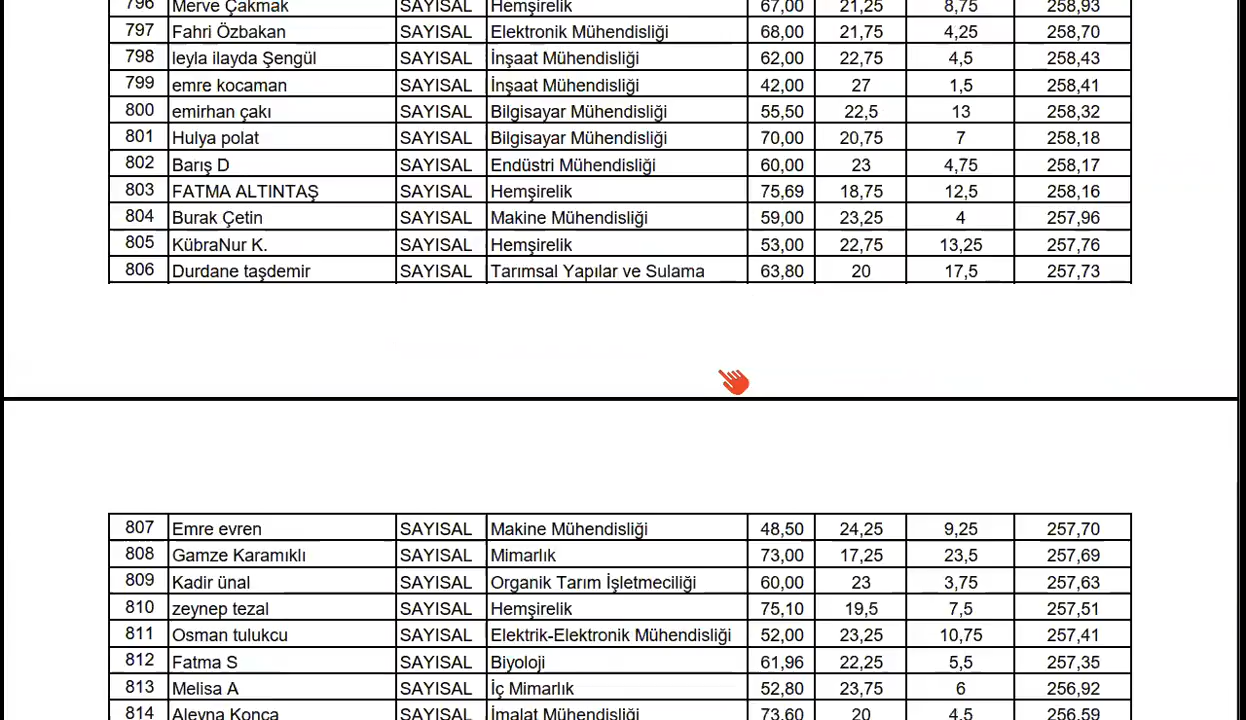 796 Merve Çakmak SAYISAL Hemşirelik 67,00 21,25 8,75 258,93
797 Fahri Özbakan SAYISAL Elektronik Mühendisliği 68,00 21,75 4,25 258,70
798 leyla ilayda Şengül SAYISAL İnşaat Mühendisliği 62,00 22,75 4,5 258,43
799 emre kocaman SAYISAL İnşaat Mühendisliği 42,00 27 1,5 258,41
800 emirhan çakı SAYISAL Bilgisayar Mühendisliği 55,50 22,5 13 258,32
801 Hulya polat SAYISAL Bilgisayar Mühendisliği 70,00 20,75 7 258,18
802 Barış D SAYISAL Endüstri Mühendisliği 60,00 23 4,75 258,17
803 FATMA ALTINTAŞ SAYISAL Hemşirelik 75,69 18,75 12,5 258,16
804 Burak Çetin SAYISAL Makine Mühendisliği 59,00 23,25 4 257,96
805 KübraNur K. SAYISAL Hemşirelik 53,00 22,75 13,25 257,76
806 Durdane taşdemir SAYISAL Tarımsal Yapılar ve Sulama 63,80 20 17,5 257,73
807 Emre evren SAYISAL Makine Mühendisliği 48,50 24,25 9,25 257,70
808 Gamze Karamıklı SAYISAL Mimarlık 73,00 17,25 23,5 257,69
809 Kadir ünal SAYISAL Organik Tarım İşletmeciliği 60,00 23 3,75 257,63
810 zeynep tezal SAYISAL Hemşirelik 75,10 19,5 7,5 257,51
811 Osman tulukcu SAYISAL Elektrik-Elektronik Mühendisliği 52,00 23,25 10,75 257,41
812 Fatma S SAYISAL Biyoloji 61,96 22,25 5,5 257,35
813 Melisa A SAYISAL İç Mimarlık 52,80 23,75 6 256,92
814 Aleyna Konca SAYISAL İmalat Mühendisliği 73,60 20 4,5 256,59